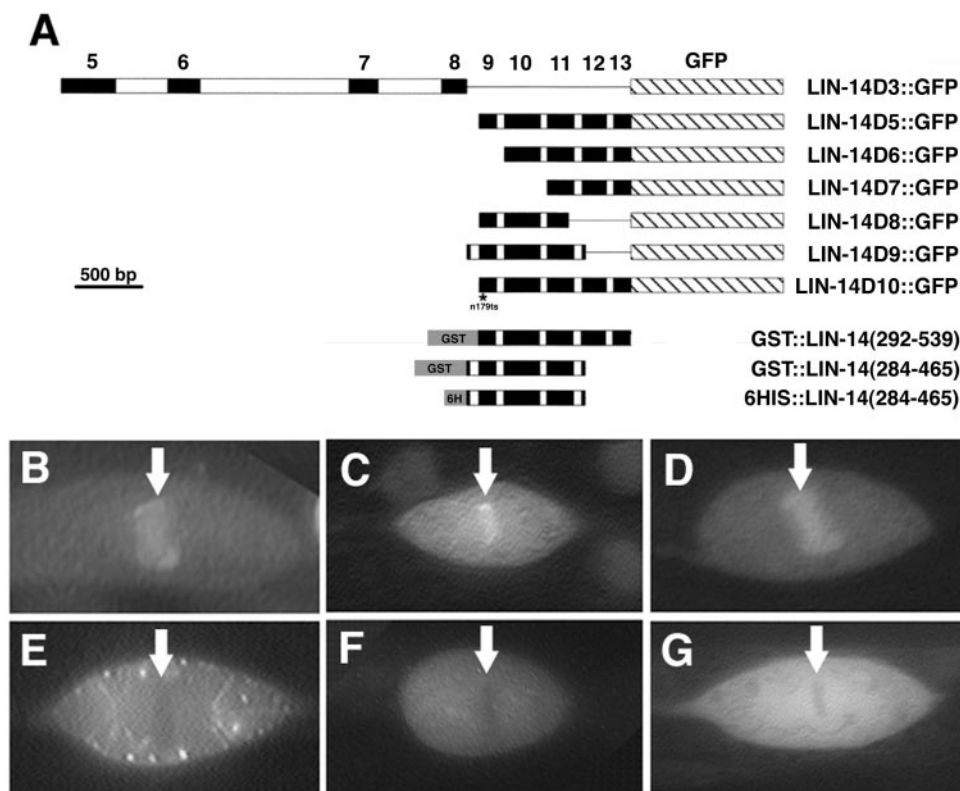 A
5 6 7 8 9 10 11 12 13 GFP
LIN-14D3::GFP
LIN-14D5::GFP
LIN-14D6::GFP
LIN-14D7::GFP
LIN-14D8::GFP
LIN-14D9::GFP
500 bp
LIN-14D10::GFP
n179ts
GST GST::LIN-14(292-539)
GST GST::LIN-14(284-465)
6H 6HIS::LIN-14(284-465)
B C D
E F G